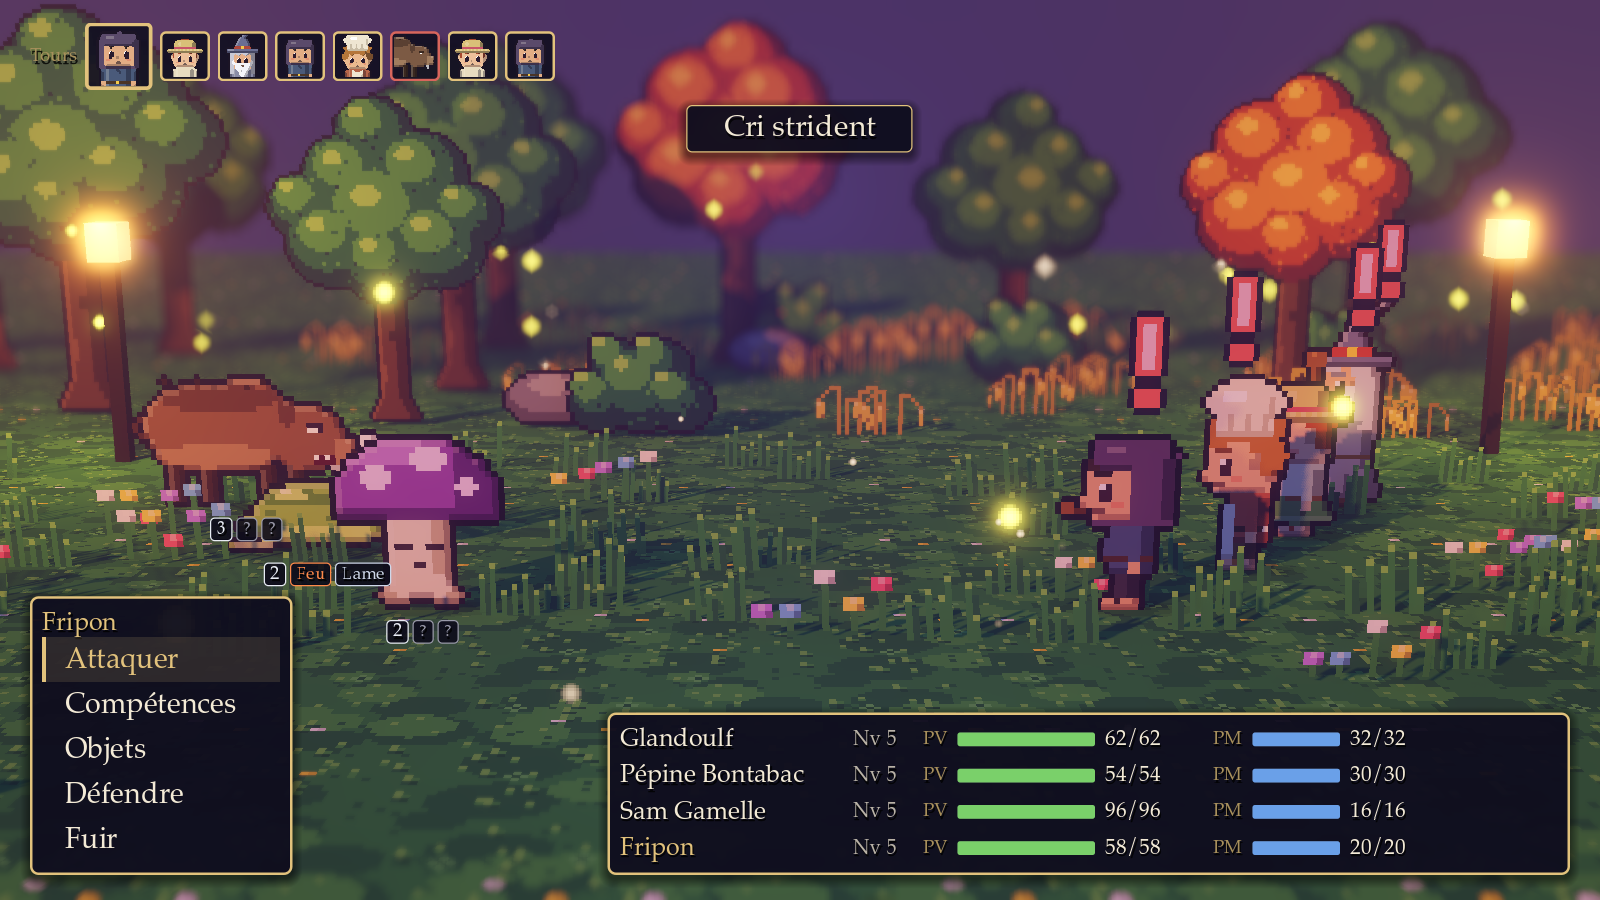 Tours
Cri strident
3 ? ?
2 Feu Lame
2 ? ?
Fripon
Attaquer
Compétences
Objets
Défendre
Fuir
Glandoulf Nv 5 PV 62/62 PM 32/32
Pépine Bontabac Nv 5 PV 54/54 PM 30/30
Sam Gamelle Nv 5 PV 96/96 PM 16/16
Fripon Nv 5 PV 58/58 PM 20/20